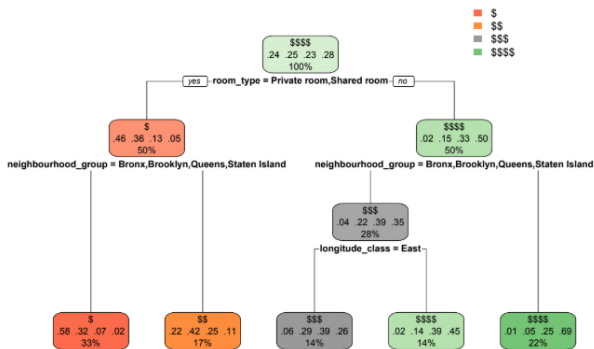 $
$$
$$$
$$$$
$$$$
.24 .25 .23 .28
100%
yes room_type = Private room,Shared room no
$
.46 .36 .13 .05
50%
$$$$
.02 .15 .33 .50
50%
neighbourhood_group = Bronx,Brooklyn,Queens,Staten Island
neighbourhood_group = Bronx,Brooklyn,Queens,Staten Island
$$$
.04 .22 .39 .35
28%
longitude_class = East
$
.58 .32 .07 .02
33%
$$
.22 .42 .25 .11
17%
$$$
.06 .29 .39 .26
14%
$$$$
.02 .14 .39 .45
14%
$$$$
.01 .05 .25 .69
22%